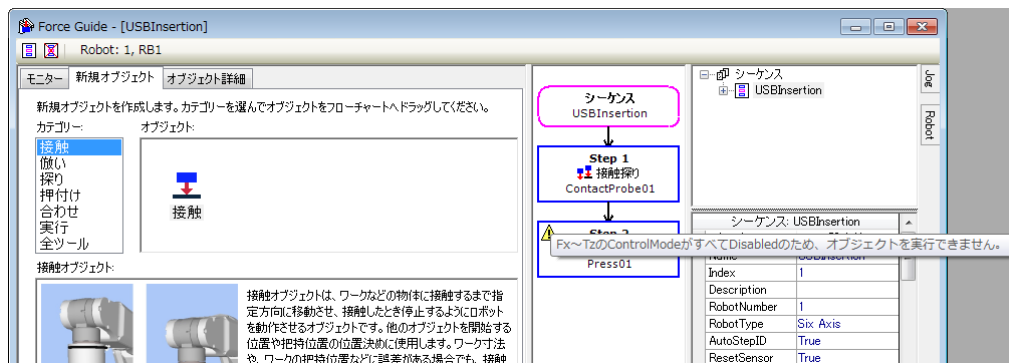 Force Guide - [USBInsertion]
Robot: 1, RB1
モニター 新規オブジェクト オブジェクト詳細
新規オブジェクトを作成します。カテゴリーを選んでオブジェクトをフローチャートへドラッグしてください。
カテゴリー: オブジェクト:
接触
倣い
探り
押付け
合わせ
実行
全ツール
接触
接触オブジェクト:
接触オブジェクトは、ワークなどの物体に接触するまで指
定方向に移動させ、接触したとき停止するようにロボット
を動作させるオブジェクトです。他のオブジェクトを開始する
位置や把持位置の位置決めに使用します。ワーク寸法
や、ワークの把持位置などに誤差がある場合でも、接触
シーケンス
USBInsertion
Step 1
接触探り
ContactProbe01
Step 2
Press01
Fx～TzのControlModeがすべてDisabledのため、オブジェクトを実行できません。
シーケンス
USBInsertion
Jog
Robot
シーケンス: USBInsertion
Name USBInsertion
Index 1
Description
RobotNumber 1
RobotType Six Axis
AutoStepID True
ResetSensor True